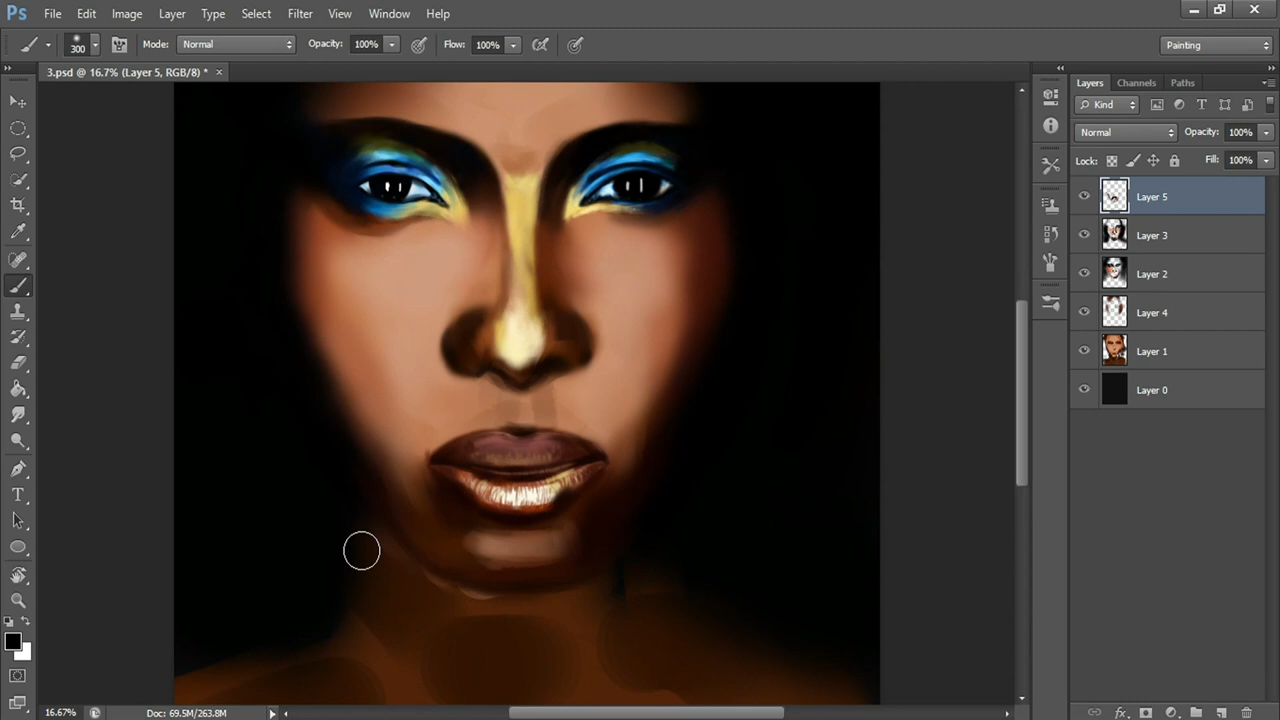 Ps File Edit Image Layer Type Select Filter View Window Help
300 Mode: Normal Opacity: 100% Flow: 100% Painting
3.psd @ 16.7% (Layer 5, RGB/8) * ×
Layers Channels Paths
Kind T
Normal Opacity: 100%
Lock: Fill: 100%
Layer 5
Layer 3
Layer 2
Layer 4
Layer 1
Layer 0
T
16.67% Doc: 69.5M/263.8M
fx